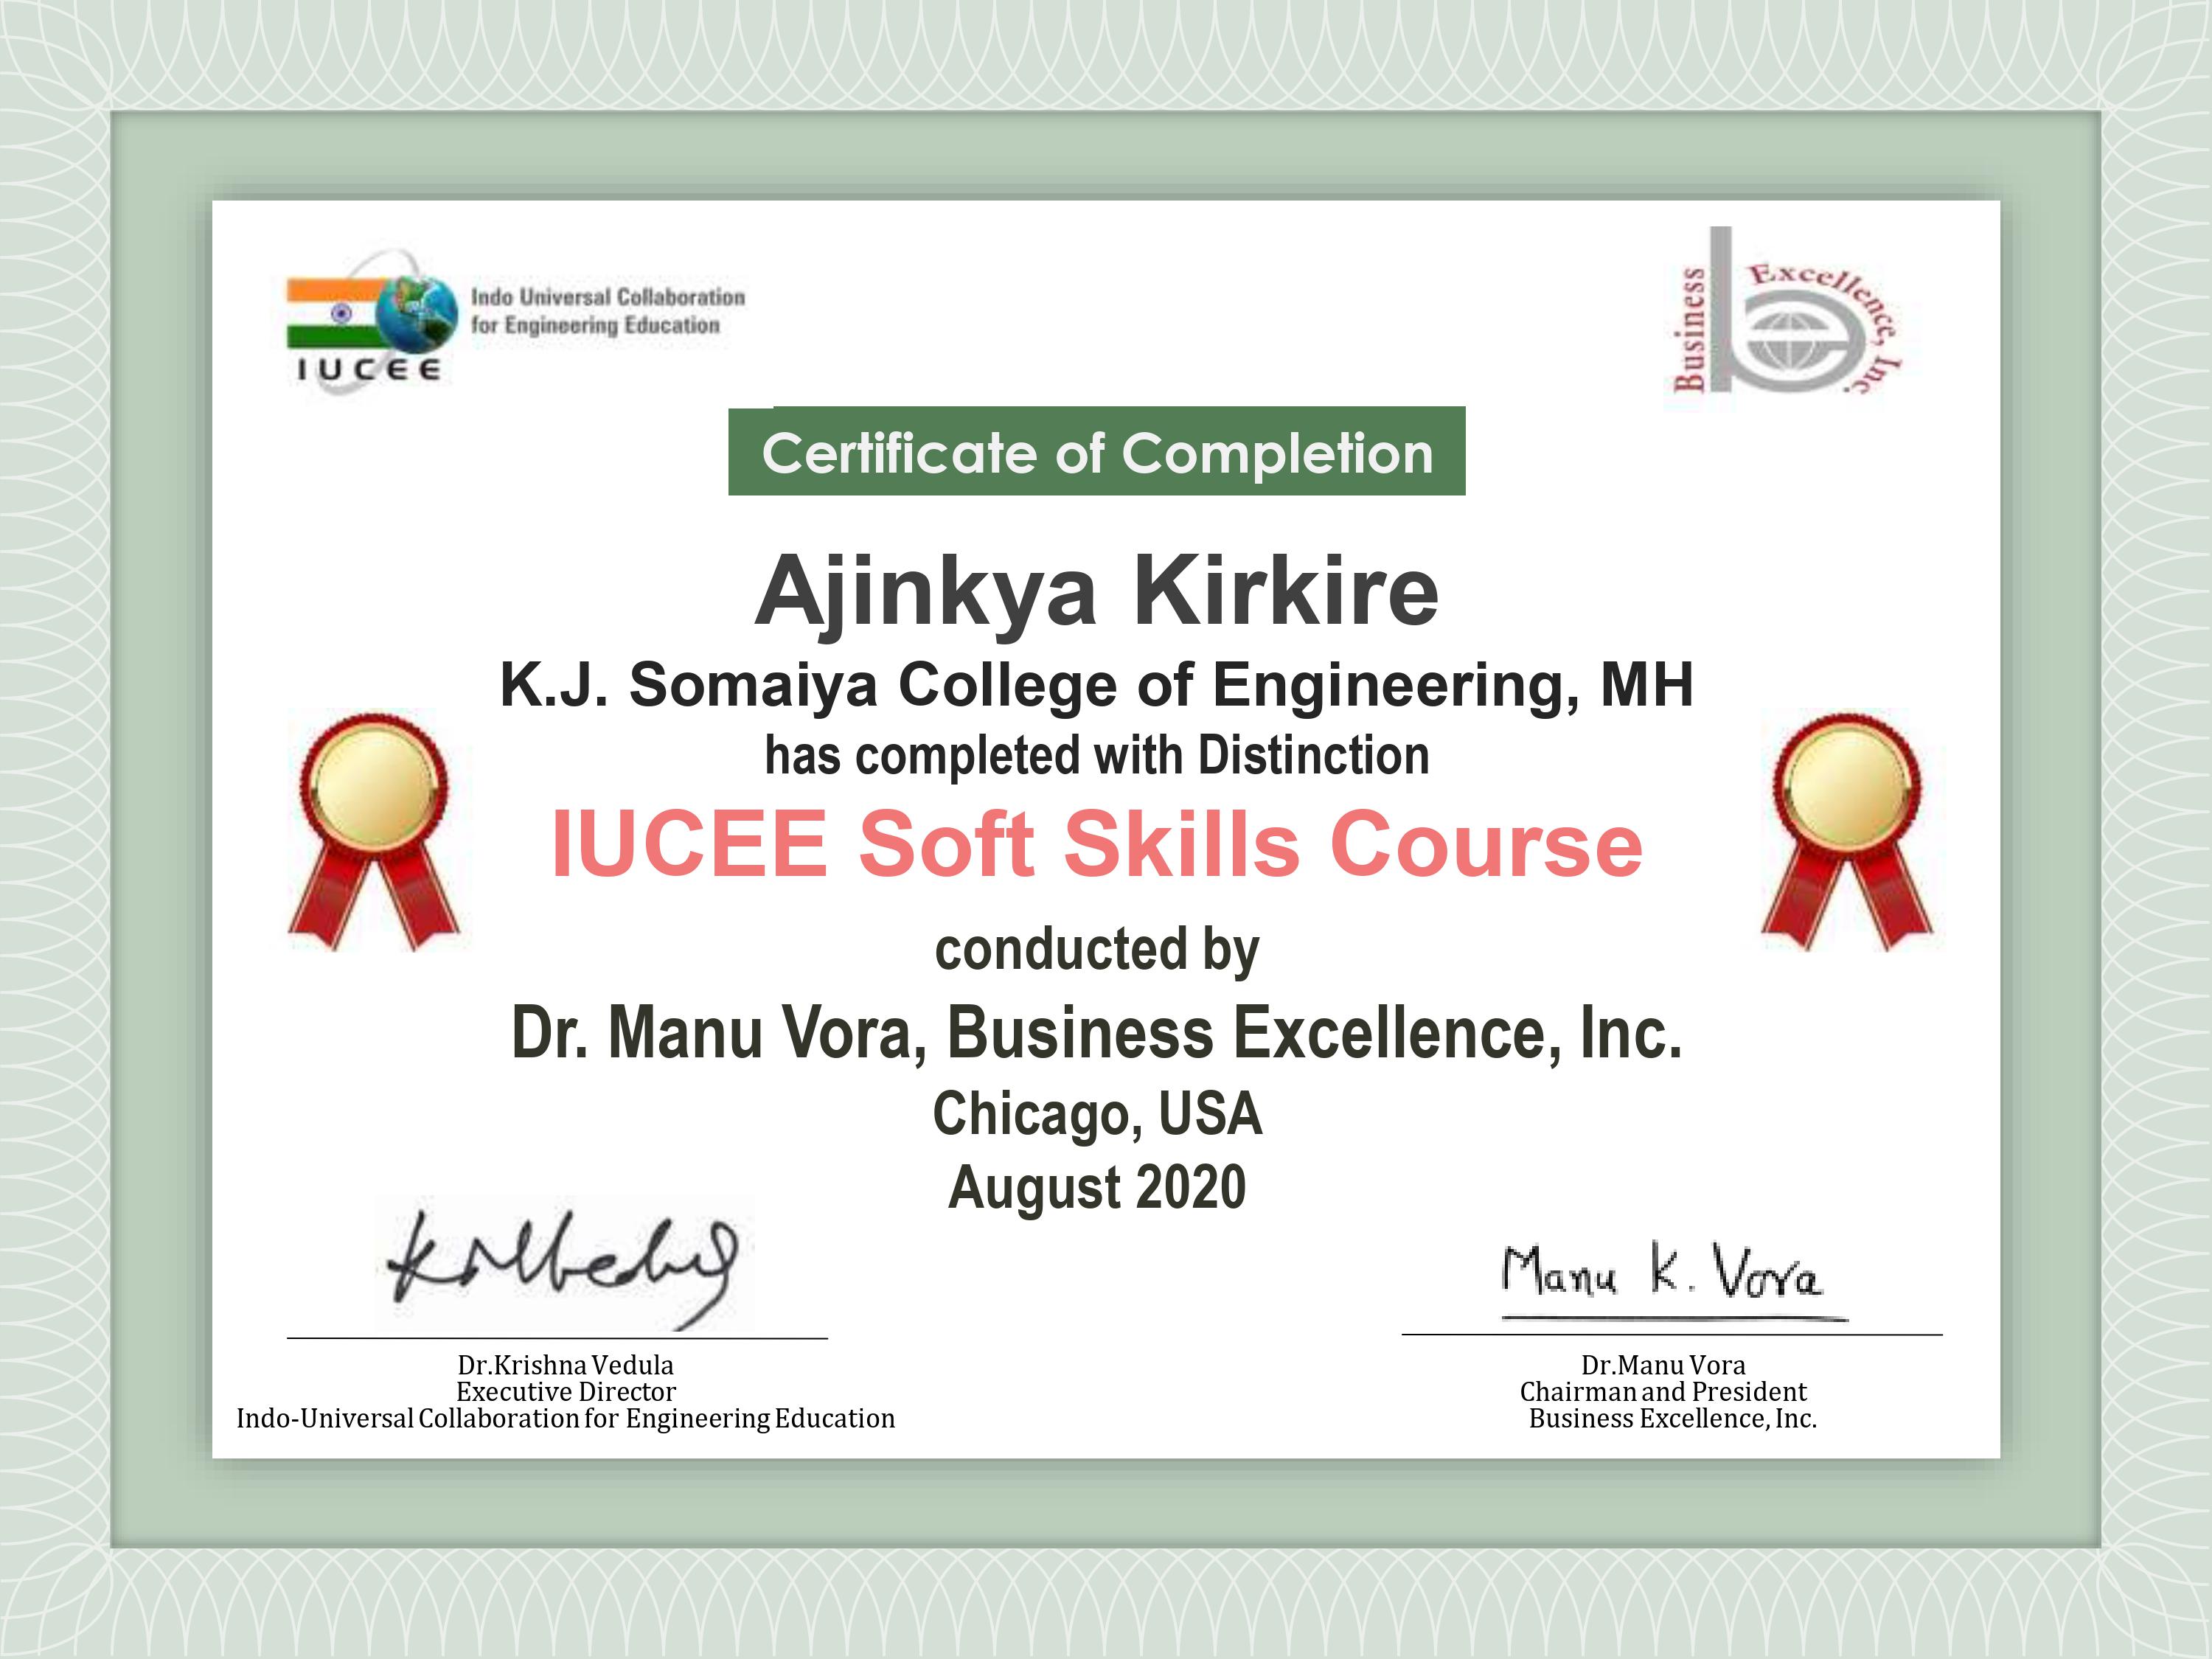 Indo Universal Collaboration
for Engineering Education
IUCEE
Business
Excellence, Inc.
Certificate of Completion
Ajinkya Kirkire
K.J. Somaiya College of Engineering, MH
has completed with Distinction
IUCEE Soft Skills Course
conducted by
Dr. Manu Vora, Business Excellence, Inc.
Chicago, USA
August 2020
Manu K. Vora
Dr.Krishna Vedula
Executive Director
Indo-Universal Collaboration for Engineering Education
Dr.Manu Vora
Chairman and President
Business Excellence, Inc.